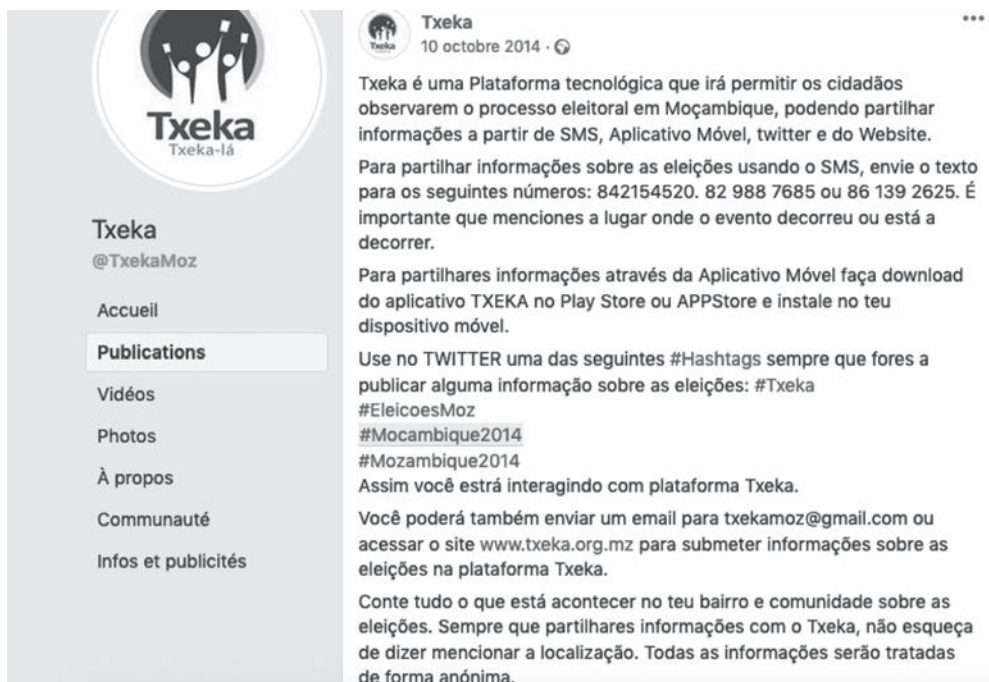 Txeka
Txeka-lá
Txeka
@TxekaMoz
Accueil
Publications
Vidéos
Photos
À propos
Communauté
Infos et publicités
Txeka
Txeka
10 octobre 2014 ·
Txeka é uma Plataforma tecnológica que irá permitir os cidadãos
observarem o processo eleitoral em Moçambique, podendo partilhar
informações a partir de SMS, Aplicativo Móvel, twitter e do Website.
Para partilhar informações sobre as eleições usando o SMS, envie o texto
para os seguintes números: 842154520. 82 988 7685 ou 86 139 2625. É
importante que menciones a lugar onde o evento decorreu ou está a
decorrer.
Para partilhares informações através da Aplicativo Móvel faça download
do aplicativo TXEKA no Play Store ou APPStore e instale no teu
dispositivo móvel.
Use no TWITTER uma das seguintes #Hashtags sempre que fores a
publicar alguma informação sobre as eleições: #Txeka
#EleicoesMoz
#Mocambique2014
#Mozambique2014
Assim você estrá interagindo com plataforma Txeka.
Você poderá também enviar um email para txekamoz@gmail.com ou
acessar o site www.txeka.org.mz para submeter informações sobre as
eleições na plataforma Txeka.
Conte tudo o que está acontecer no teu bairro e comunidade sobre as
eleições. Sempre que partilhares informações com o Txeka, não esqueça
de dizer mencionar a localização. Todas as informações serão tratadas
de forma anónima.